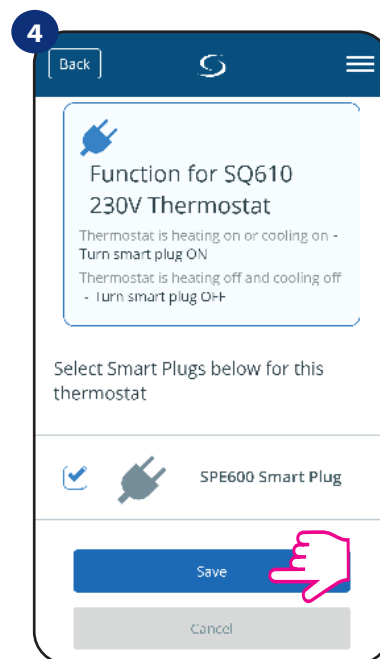 4
Back
Function for SQ610
230V Thermostat
Thermostat is heating on or cooling on -
Turn smart plug ON
Thermostat is heating off and cooling off
- Turn smart plug OFF
Select Smart Plugs below for this
thermostat
SPE600 Smart Plug
Save
Cancel